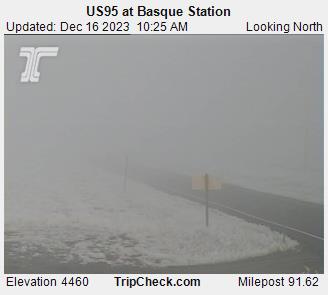 US95 at Basque Station
Updated: Dec 16 2023 10:25 AM Looking North
Elevation 4460 TripCheck.com Milepost 91.62